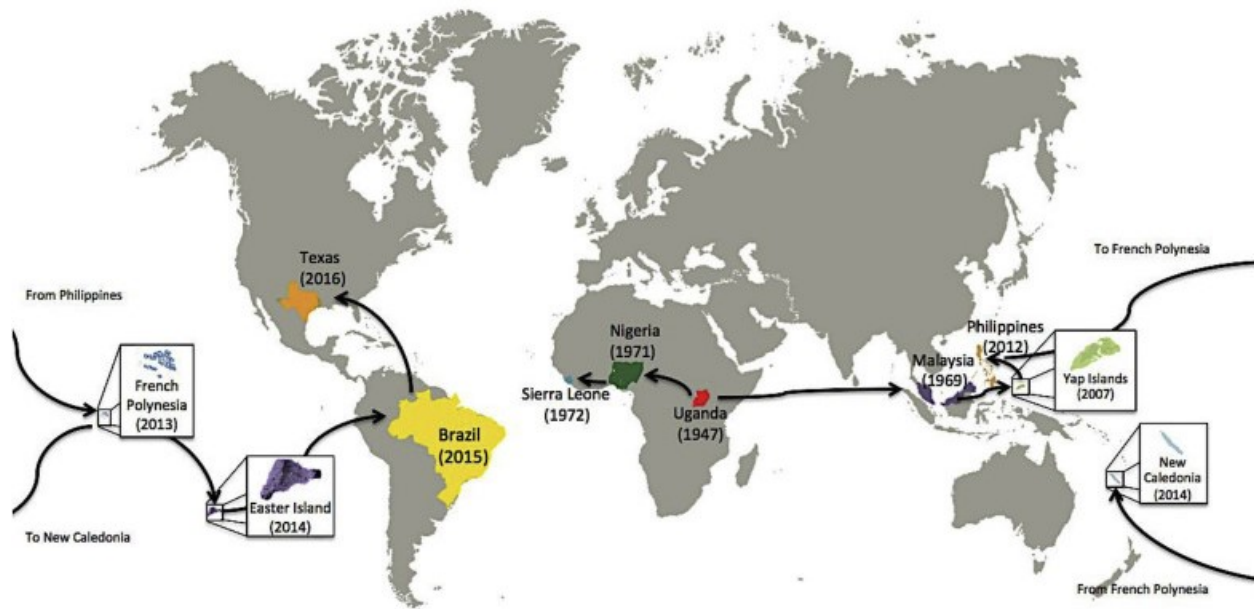 Texas
(2016)
To French Polynesia
From Philippines
Nigeria
(1971)
Philippines
(2012)
Malaysia
(1969)
Yap Islands
(2007)
French
Polynesia
(2013)
Sierra Leone
(1972)
Uganda
(1947)
Brazil
(2015)
New
Caledonia
(2014)
Easter Island
(2014)
To New Caledonia
From French Polynesia